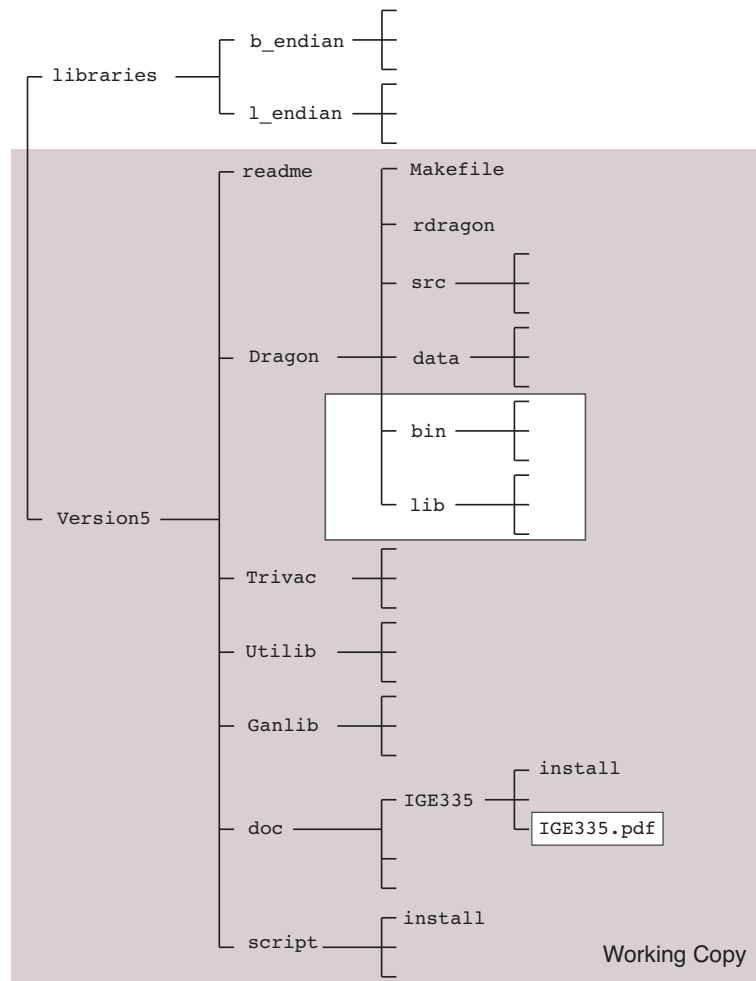 b_endian
libraries
l_endian
readme
Makefile
rdragon
src
Dragon
data
bin
lib
Version5
Trivac
Utilib
Ganlib
install
IGE335
doc
IGE335.pdf
install
script
Working Copy